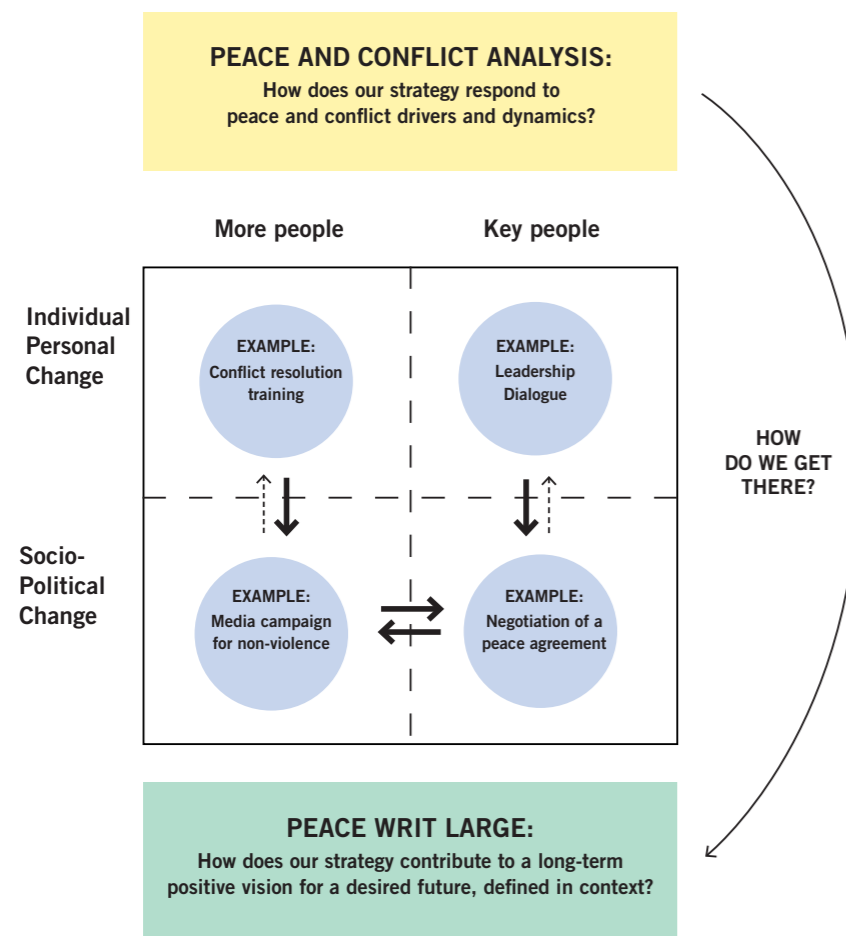 PEACE AND CONFLICT ANALYSIS:
How does our strategy respond to
peace and conflict drivers and dynamics?
More people
Key people
Individual
Personal
Change
EXAMPLE:
Conflict resolution
training
EXAMPLE:
Leadership
Dialogue
HOW
DO WE GET
THERE?
Socio-
Political
Change
EXAMPLE:
Media campaign
for non-violence
EXAMPLE:
Negotiation of a
peace agreement
PEACE WRIT LARGE:
How does our strategy contribute to a long-term
positive vision for a desired future, defined in context?